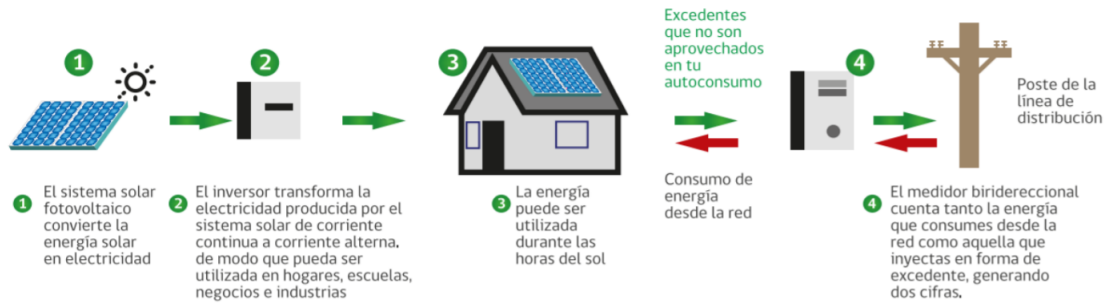 1
2
3
Excedentes
que no son
aprovechados
en tu
autoconsumo
4
Poste de la
línea de
distribución
Consumo de
energía
desde la red
1
El sistema solar
fotovoltaico
convierte la
energía solar
en electricidad
2
El inversor transforma la
electricidad producida por el
sistema solar de corriente
continua a corriente alterna.
de modo que pueda ser
utilizada en hogares, escuelas,
negocios e industrias
3
La energía
puede ser
utilizada
durante las
horas del sol
4
El medidor biridereccional
cuenta tanto la energía
que consumes desde la
red como aquella que
inyectas en forma de
excedente, generando
dos cifras.